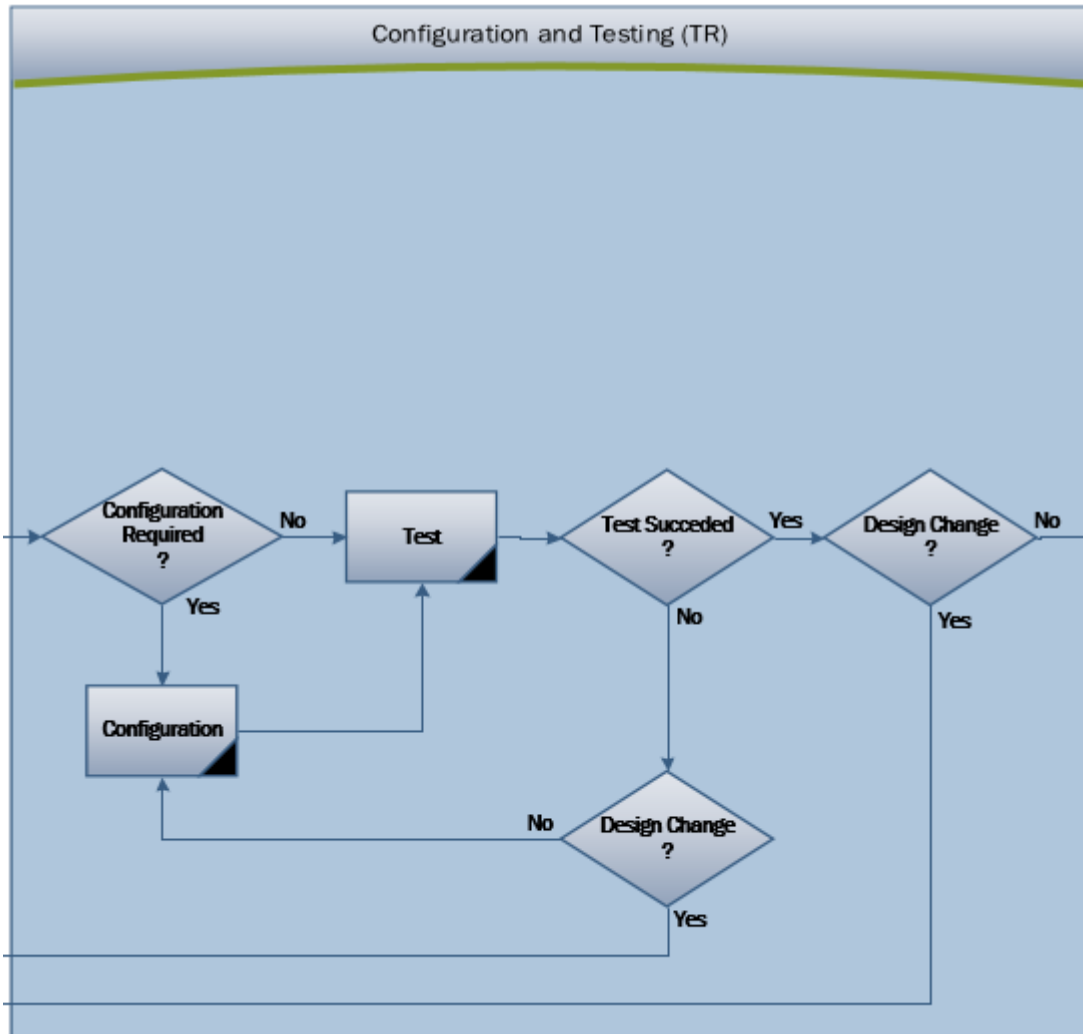 Configuration and Testing (TR)
Configuration
Required
?
No
Test
Test Succeded
?
Yes
Design Change
?
No
Yes
No
Yes
Configuration
No
Design Change
?
Yes